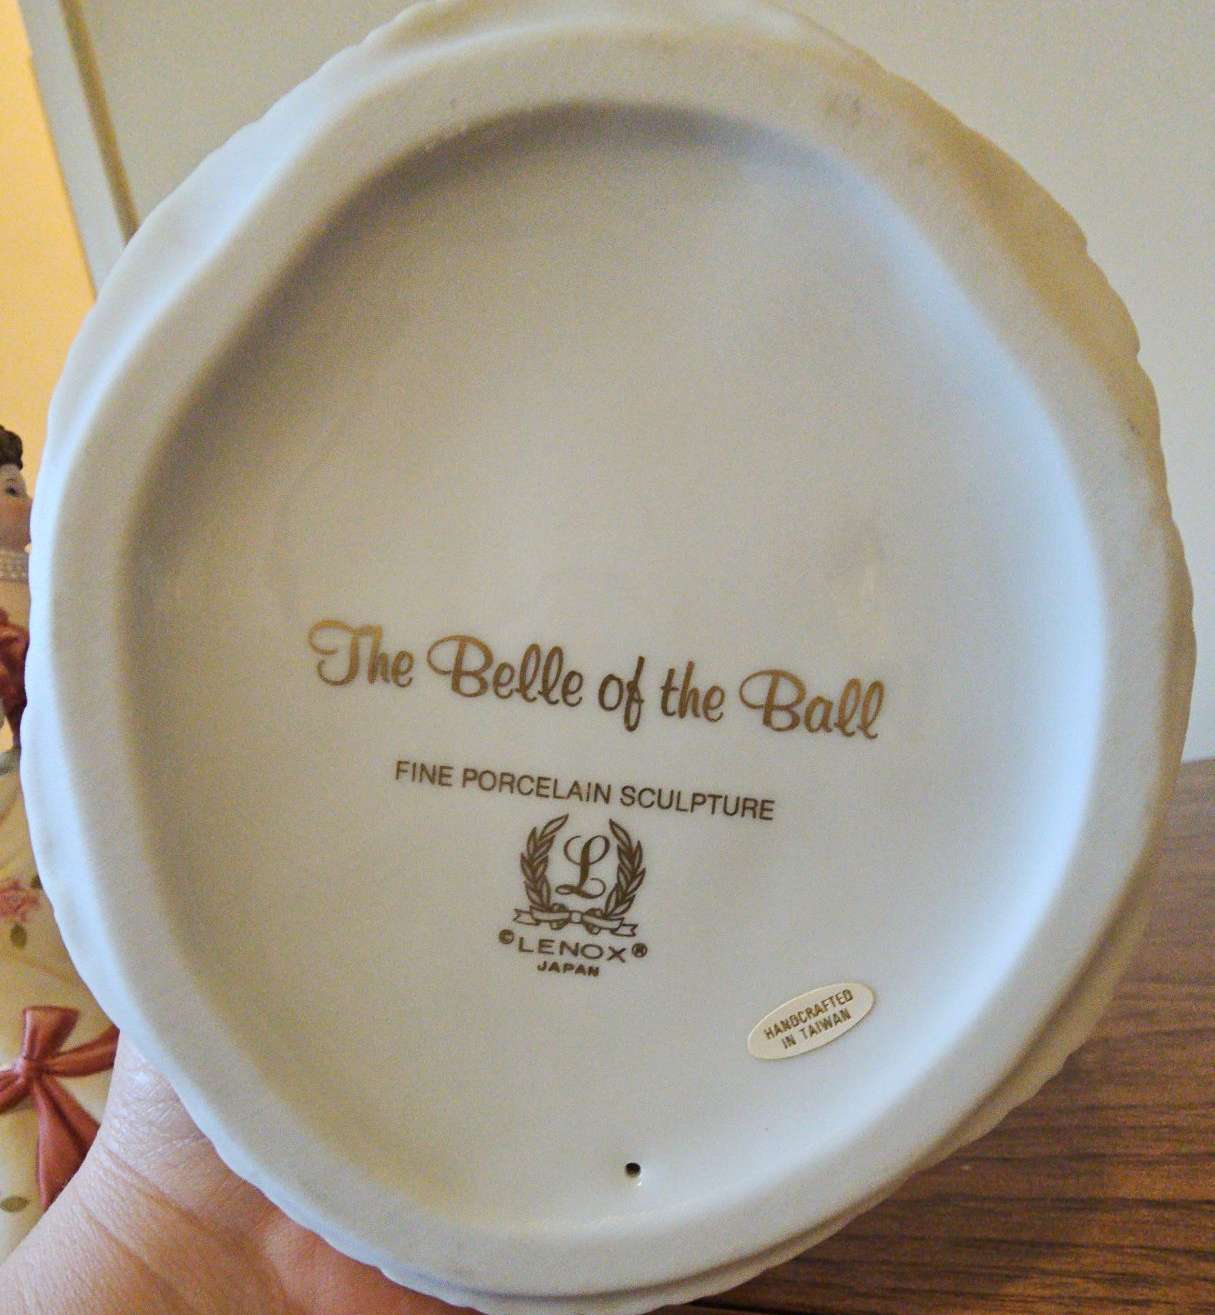 The Belle of the Ball
FINE PORCELAIN SCULPTURE
L
©LENOX®
JAPAN
HANDCRAFTED
IN TAIWAN